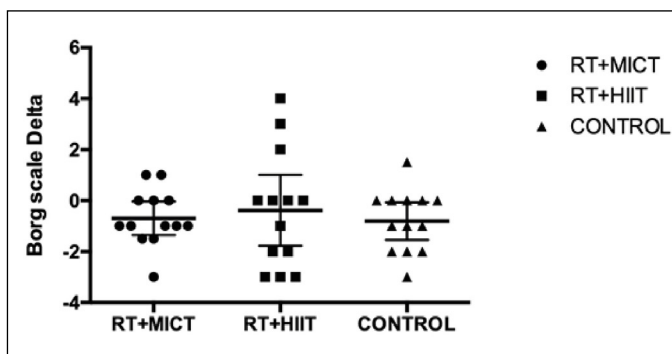 Borg scale Delta
6
4
2
0
-2
-4
RT+MICT
RT+HIIT
CONTROL
RT+MICT
RT+HIIT
CONTROL